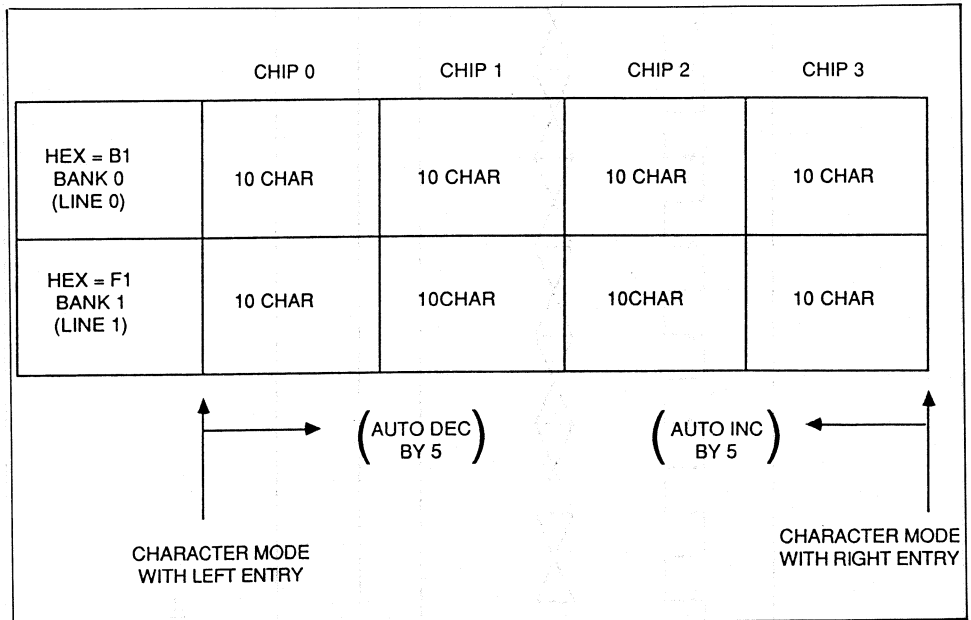 CHIP 0 CHIP 1 CHIP 2 CHIP 3
HEX = B1
BANK 0
(LINE 0)
10 CHAR 10 CHAR 10 CHAR 10 CHAR
HEX = F1
BANK 1
(LINE 1)
10 CHAR 10CHAR 10CHAR 10 CHAR
(AUTO DEC
BY 5)
(AUTO INC
BY 5)
CHARACTER MODE
WITH LEFT ENTRY
CHARACTER MODE
WITH RIGHT ENTRY